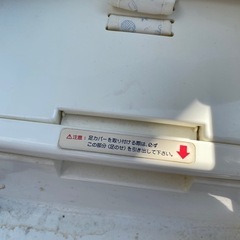 ⚠注意: 足カバーを取り付ける際は、必ず
この部分(足のせ)を引き出して下さい。